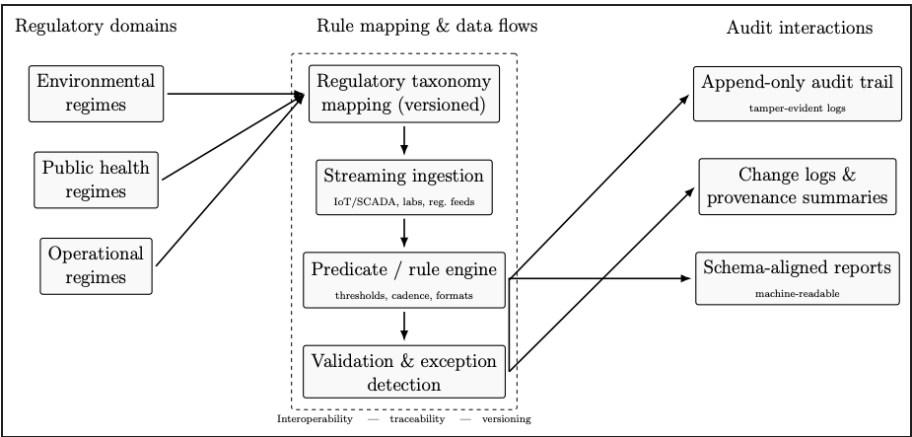 Regulatory domains
Environmental
regimes
Public health
regimes
Operational
regimes
Rule mapping & data flows
Regulatory taxonomy
mapping (versioned)
Streaming ingestion
IoT/SCADA, labs, reg. feeds
Predicate / rule engine
thresholds, cadence, formats
Validation & exception
detection
Interoperability — traceability — versioning
Audit interactions
Append-only audit trail
tamper-evident logs
Change logs &
provenance summaries
Schema-aligned reports
machine-readable